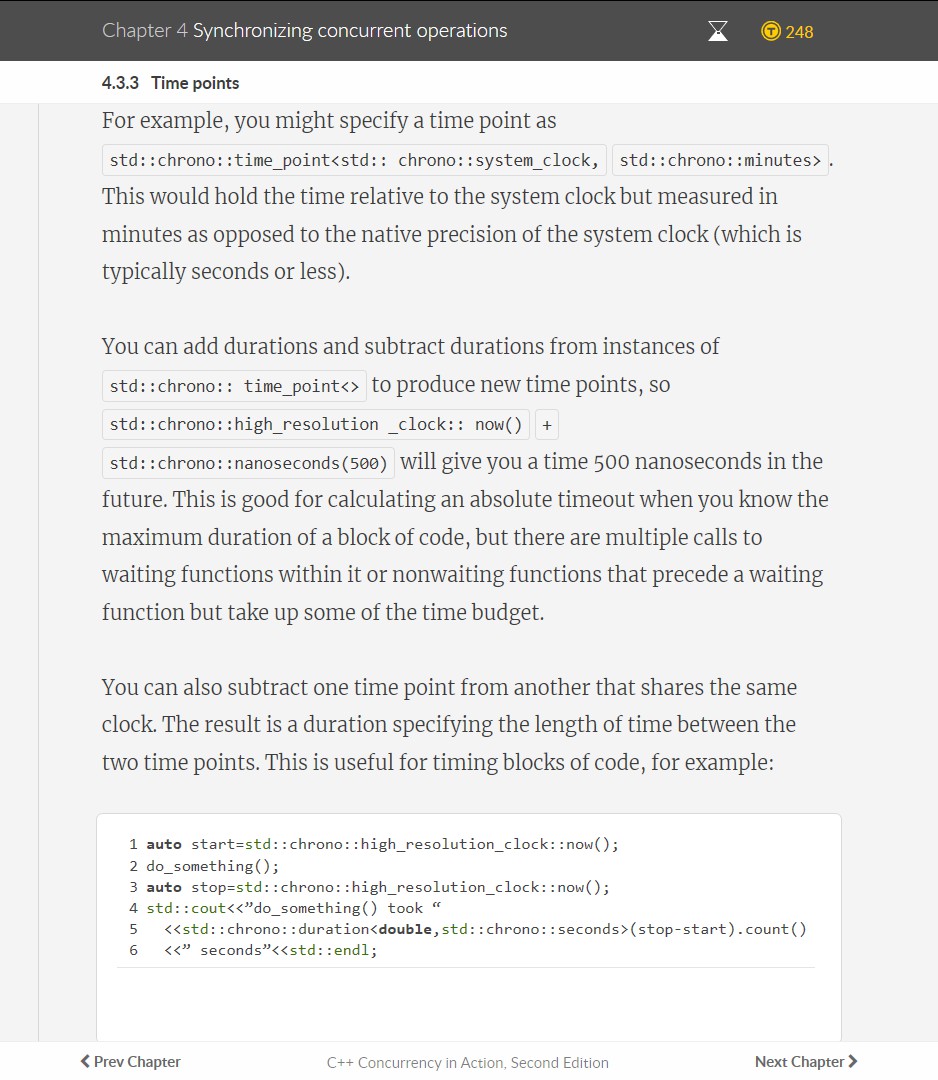 Chapter 4 Synchronizing concurrent operations
248
4.3.3 Time points
For example, you might specify a time point as
std::chrono::time_point<std:: chrono::system_clock, std::chrono::minutes> .
This would hold the time relative to the system clock but measured in
minutes as opposed to the native precision of the system clock (which is
typically seconds or less).
You can add durations and subtract durations from instances of
std::chrono:: time_point<> to produce new time points, so
std::chrono::high_resolution _clock:: now() +
std::chrono::nanoseconds(500) will give you a time 500 nanoseconds in the
future. This is good for calculating an absolute timeout when you know the
maximum duration of a block of code, but there are multiple calls to
waiting functions within it or nonwaiting functions that precede a waiting
function but take up some of the time budget.
You can also subtract one time point from another that shares the same
clock. The result is a duration specifying the length of time between the
two time points. This is useful for timing blocks of code, for example:
1 auto start=std::chrono::high_resolution_clock::now();
2 do_something();
3 auto stop=std::chrono::high_resolution_clock::now();
4 std::cout<<”do_something() took “
5 <<std::chrono::duration<double,std::chrono::seconds>(stop-start).count()
6 <<” seconds”<<std::endl;
Prev Chapter
C++ Concurrency in Action, Second Edition
Next Chapter